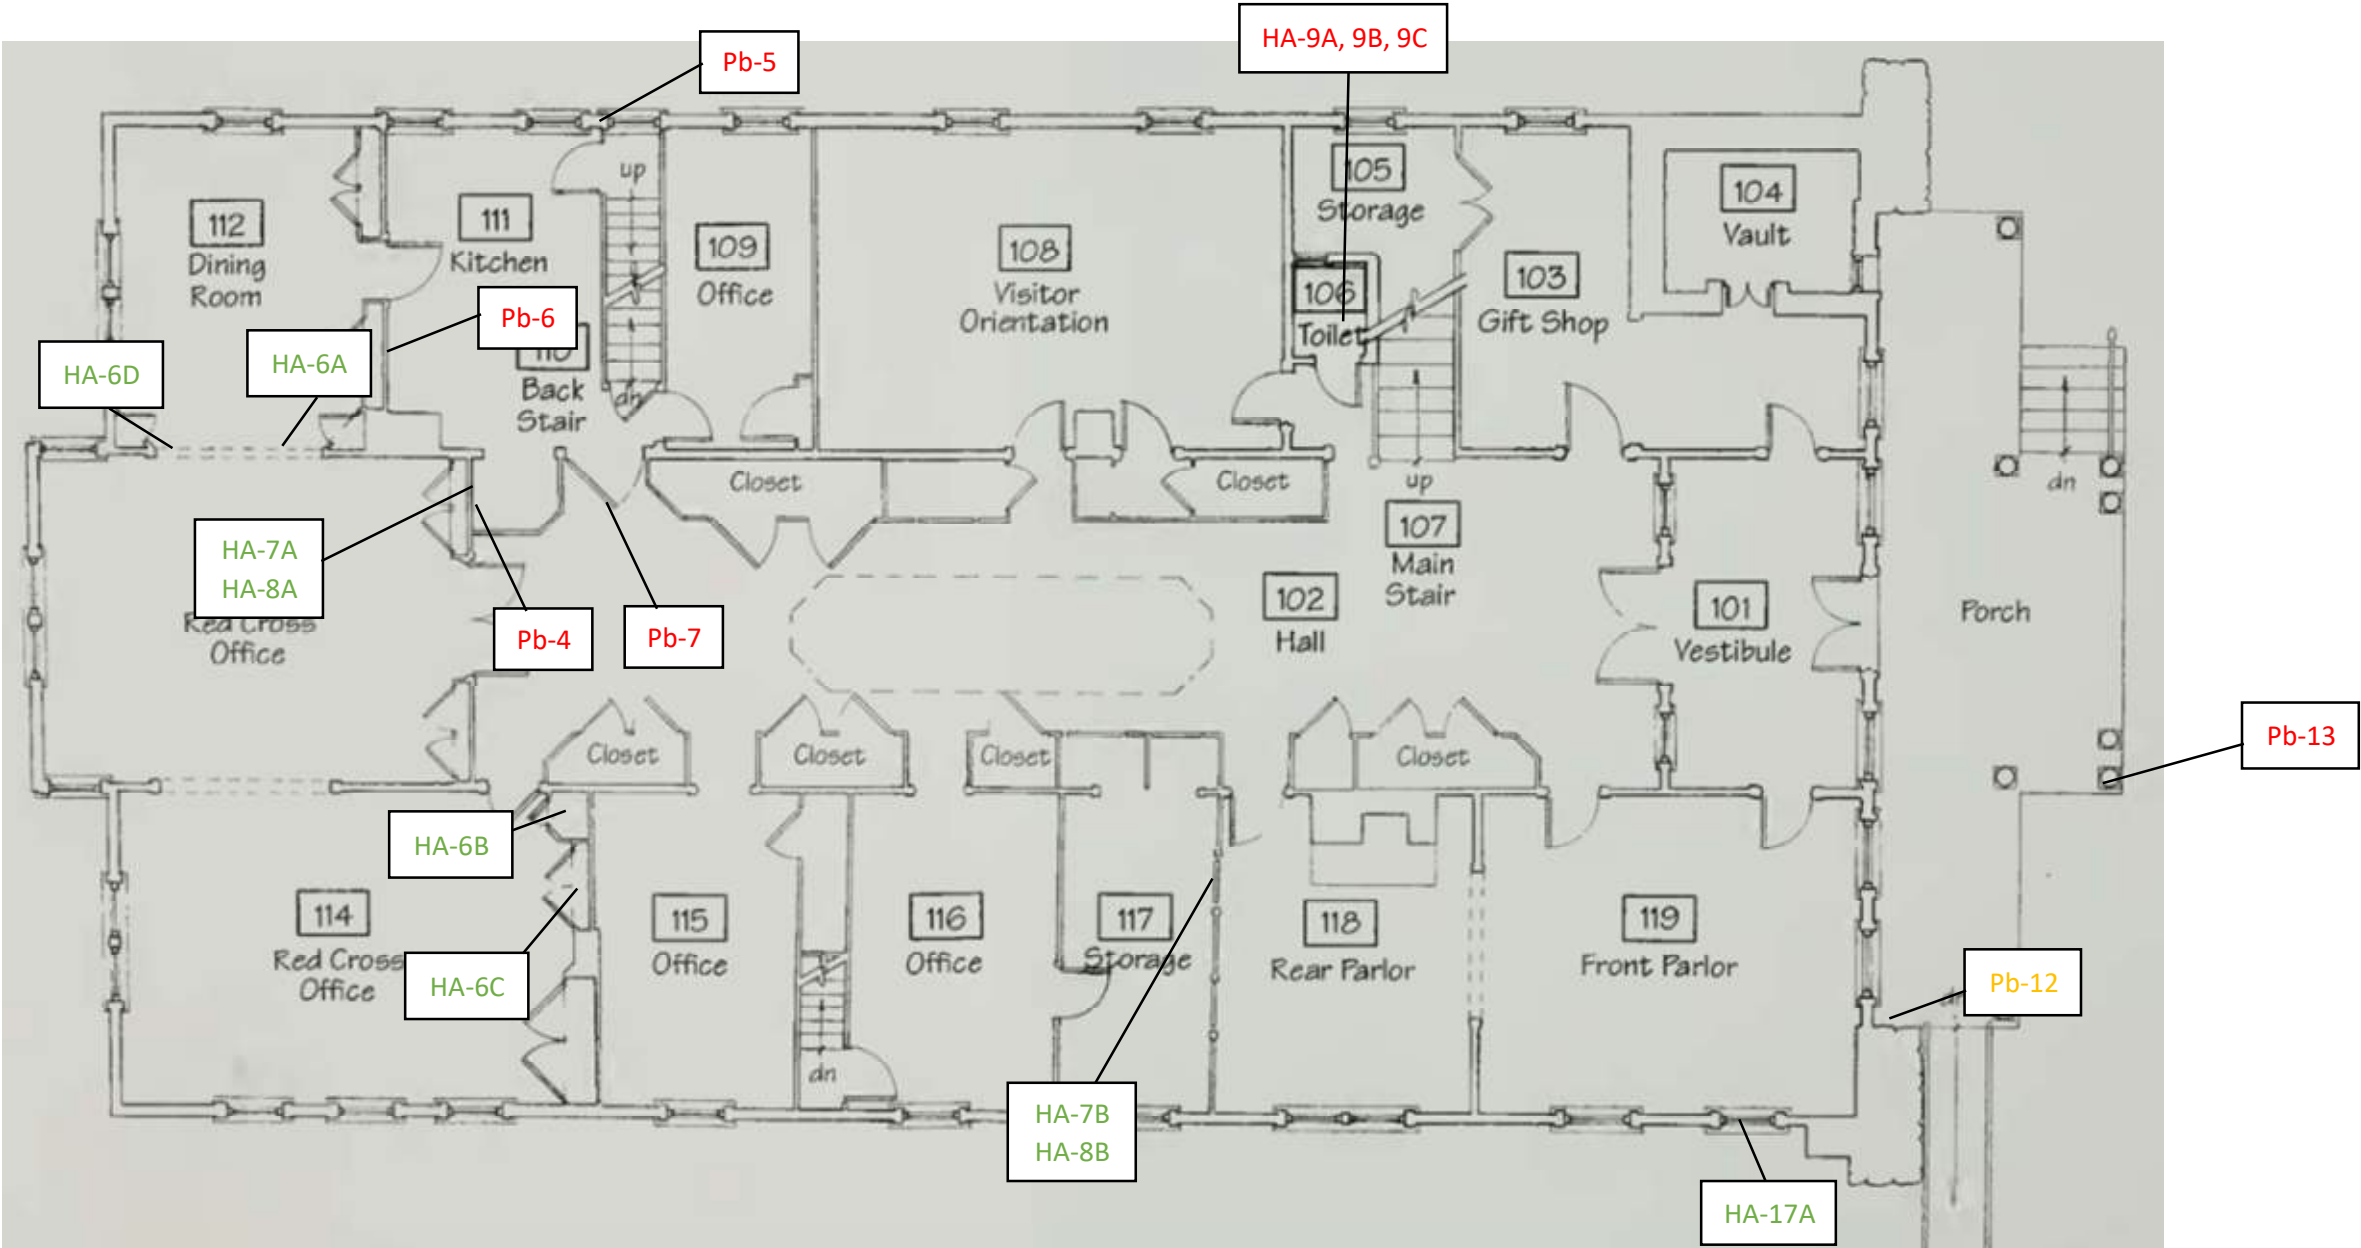 HA-9A, 9B, 9C
Pb-5
up
105
Storage
104
Vault
112
Dining
Room
111
Kitchen
109
Office
108
Visitor
Orientation
106
Toilet
103
Gift Shop
Pb-6
HA-6D
HA-6A
Back
Stair
dn
Closet
Closet
up
dn
107
Main
Stair
HA-7A
HA-8A
Red Cross
Office
Pb-4
Pb-7
102
Hall
101
Vestibule
Porch
Pb-13
Closet
Closet
Closet
Closet
HA-6B
114
Red Cross
Office
HA-6C
115
Office
116
Office
117
Storage
118
Rear Parlor
119
Front Parlor
Pb-12
dn
HA-7B
HA-8B
HA-17A